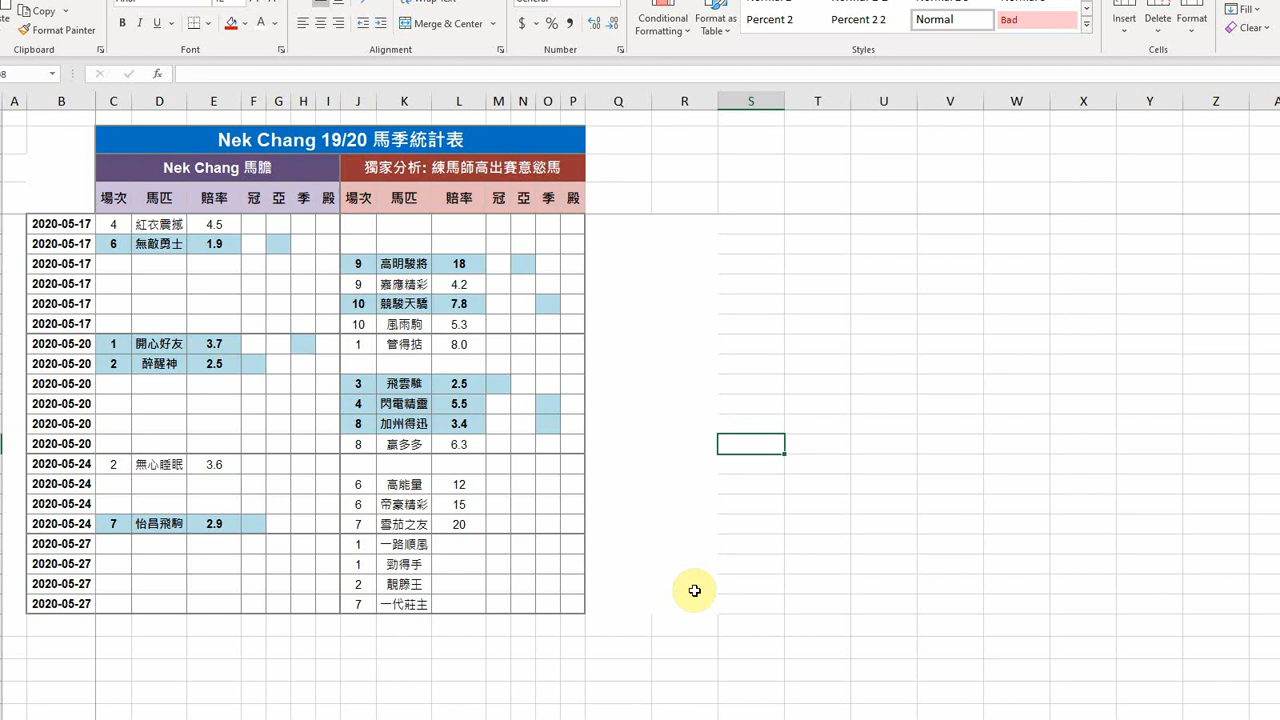 Copy
Format Painter
Clipboard
B I U A
Font
Merge & Center
Alignment
$ % 9
Number
Conditional Formatting
Format as Table
Percent 2
Percent 2 2
Normal
Bad
Styles
Insert
Delete
Format
Cells
Fill
Clear
fx
A B C D E F G H I J K L M N O P Q R S T U V W X Y Z
Nek Chang 19/20 馬季統計表
Nek Chang 馬膽 獨家分析: 練馬師高出賽意慾馬
場次 馬匹 賠率 冠 亞 季 殿 場次 馬匹 賠率 冠 亞 季 殿
2020-05-17 4 紅衣震撼 4.5
2020-05-17 6 無敵勇士 1.9
2020-05-17 9 高明駿將 18
2020-05-17 9 嘉應精彩 4.2
2020-05-17 10 競駿天驕 7.8
2020-05-17 10 風雨駒 5.3
2020-05-20 1 開心好友 3.7 1 管得掂 8.0
2020-05-20 2 醉醒神 2.5
2020-05-20 3 飛雲騅 2.5
2020-05-20 4 閃電精靈 5.5
2020-05-20 8 加州得迅 3.4
2020-05-20 8 贏多多 6.3
2020-05-24 2 無心睡眠 3.6
2020-05-24 6 高能量 12
2020-05-24 6 帝豪精彩 15
2020-05-24 7 怡昌飛駒 2.9 7 雪茄之友 20
2020-05-27 1 一路順風
2020-05-27 1 勁得手
2020-05-27 2 靚滕王
2020-05-27 7 一代莊主